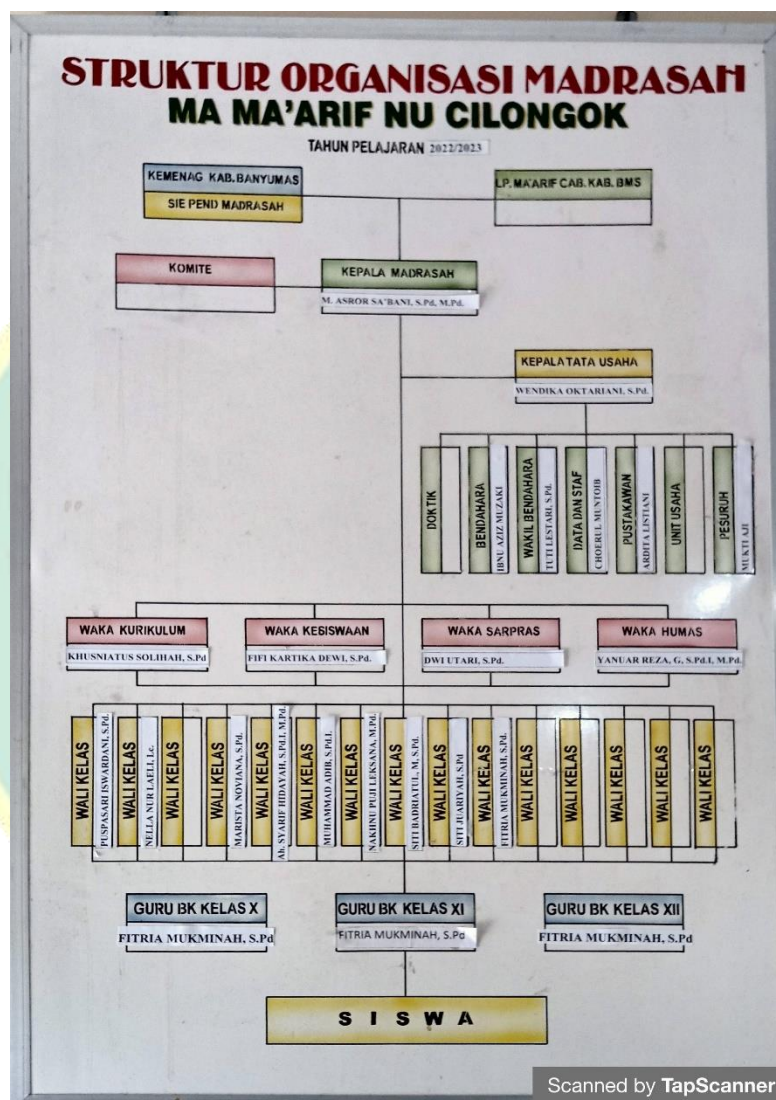 STRUKTUR ORGANISASI MADRASAH
MA MA'ARIF NU CILONGOK
TAHUN PELAJARAN 2022/2023
KEMENAG KAB. BANYUMAS
SIE PEND MADRASAH
LP. MA'ARIF CAB. KAB. BMS
KOMITE
KEPALA MADRASAH
M. ASROR SA'BANI, S.Pd, M.Pd.
KEPALA TATA USAHA
WENDIKA OKTARIANI, S.Pd.
DOKTIK
BENDAHARA
IBNU AZIZ MUZAKI
WAKIL BENDAHARA
TUTI LESTARI, S.Pd.
DATA DAN STAF
CHOERUL MUNTOIB
PUSTAKAWAN
ARDITA LISTIANI
UNIT USAHA
PESURUH
MUKTI AJI
WAKA KURIKULUM
KHUSNIATUS SOLIHAH, S.Pd
WAKA KESISWAAN
FIFI KARTIKA DEWI, S.Pd.
WAKA SARPRAS
DWI UTARI, S.Pd.
WAKA HUMAS
YANUAR REZA, G, S.Pd.I, M.Pd.
WALI KELAS
PUSPASARI ISWARDANI, S.Pd.
WALI KELAS
NELLA NUR LAELI, Lc.
WALI KELAS
WALI KELAS
MARISTA NOVIANA, S.Pd.
WALI KELAS
Ah. SYARIF HIDAYAH, S.Pd.I, M.Pd.
WALI KELAS
MUHAMMAD ADIB, S.Pd.I.
WALI KELAS
NAKHNU PUJI LEKSANA, M.Pd.
WALI KELAS
SITI BADRIATUL, M, S.Pd.
WALI KELAS
SITI JUARIYAH, S.Pd
WALI KELAS
FITRIA MUKMINAH, S.Pd.
WALI KELAS
WALI KELAS
WALI KELAS
WALI KELAS
WALI KELAS
GURU BK KELAS X
FITRIA MUKMINAH, S.Pd
GURU BK KELAS XI
FITRIA MUKMINAH, S.Pd
GURU BK KELAS XII
FITRIA MUKMINAH, S.Pd
S I S W A
Scanned by TapScanner